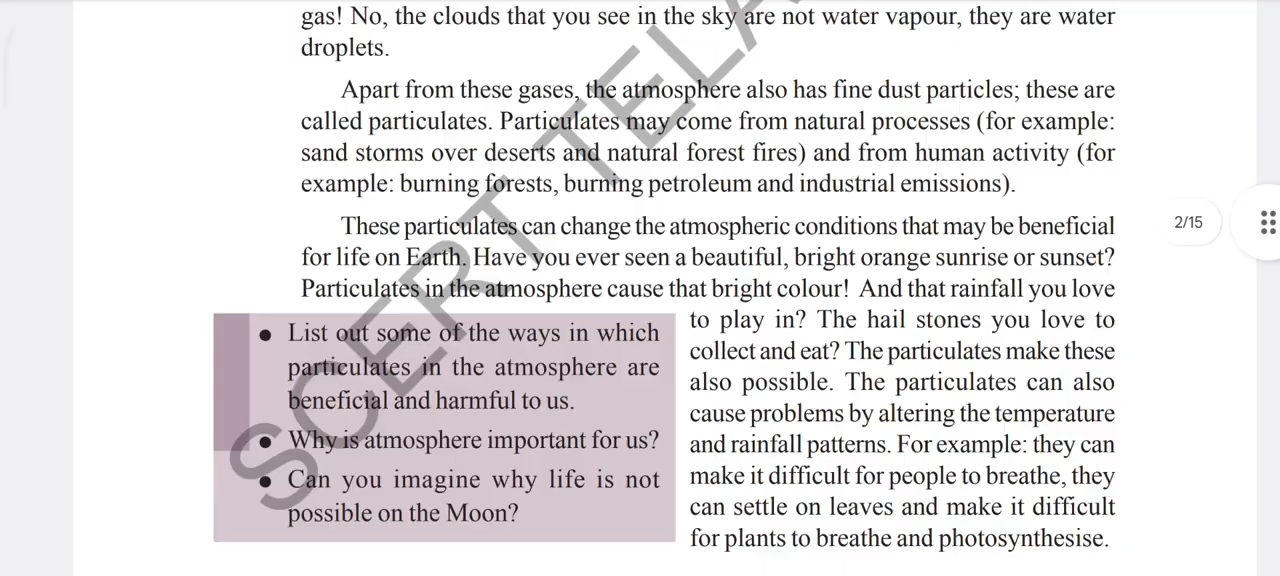 gas! No, the clouds that you see in the sky are not water vapour, they are water
droplets.
Apart from these gases, the atmosphere also has fine dust particles; these are
called particulates. Particulates may come from natural processes (for example:
sand storms over deserts and natural forest fires) and from human activity (for
example: burning forests, burning petroleum and industrial emissions).
These particulates can change the atmospheric conditions that may be beneficial
for life on Earth. Have you ever seen a beautiful, bright orange sunrise or sunset?
Particulates in the atmosphere cause that bright colour! And that rainfall you love
to play in? The hail stones you love to
collect and eat? The particulates make these
also possible. The particulates can also
cause problems by altering the temperature
and rainfall patterns. For example: they can
make it difficult for people to breathe, they
can settle on leaves and make it difficult
for plants to breathe and photosynthesise.
● List out some of the ways in which
particulates in the atmosphere are
beneficial and harmful to us.
● Why is atmosphere important for us?
● Can you imagine why life is not
possible on the Moon?
2/15
SCERT TELA